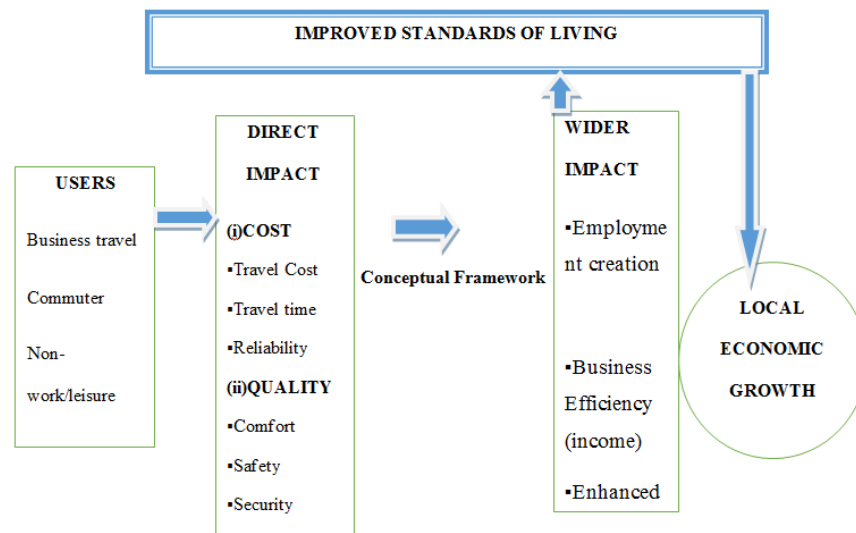 IMPROVED STANDARDS OF LIVING
USERS
Business travel
Commuter
Non-
work/leisure
DIRECT
IMPACT
(i)COST
▪Travel Cost
▪Travel time
▪Reliability
(ii)QUALITY
▪Comfort
▪Safety
▪Security
Conceptual Framework
WIDER
IMPACT
▪Employme
nt creation
▪Business
Efficiency
(income)
▪Enhanced
LOCAL
ECONOMIC
GROWTH